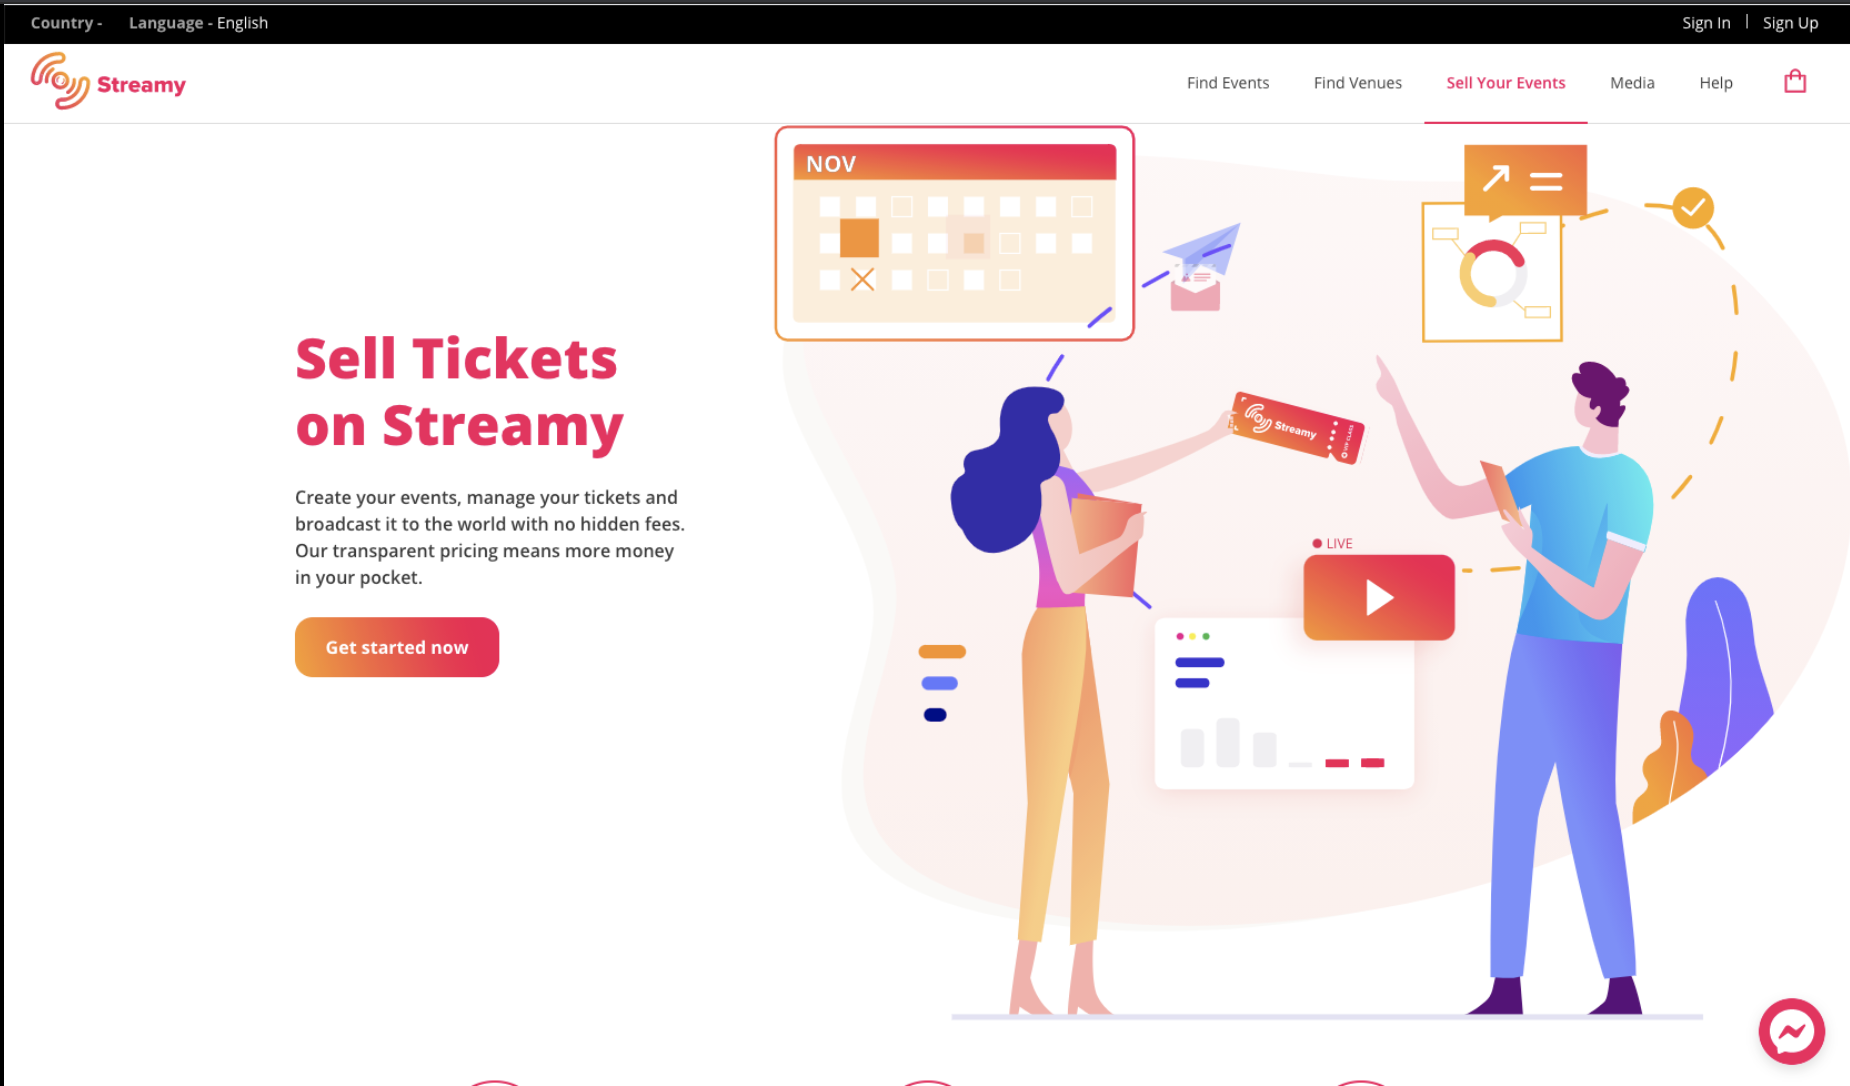 Country -
Language - English
Sign In
Sign Up
Streamy
Find Events
Find Venues
Sell Your Events
Media
Help
NOV
Sell Tickets
on Streamy
Create your events, manage your tickets and
broadcast it to the world with no hidden fees.
Our transparent pricing means more money
in your pocket.
Get started now
Streamy
VIP CLASS
LIVE